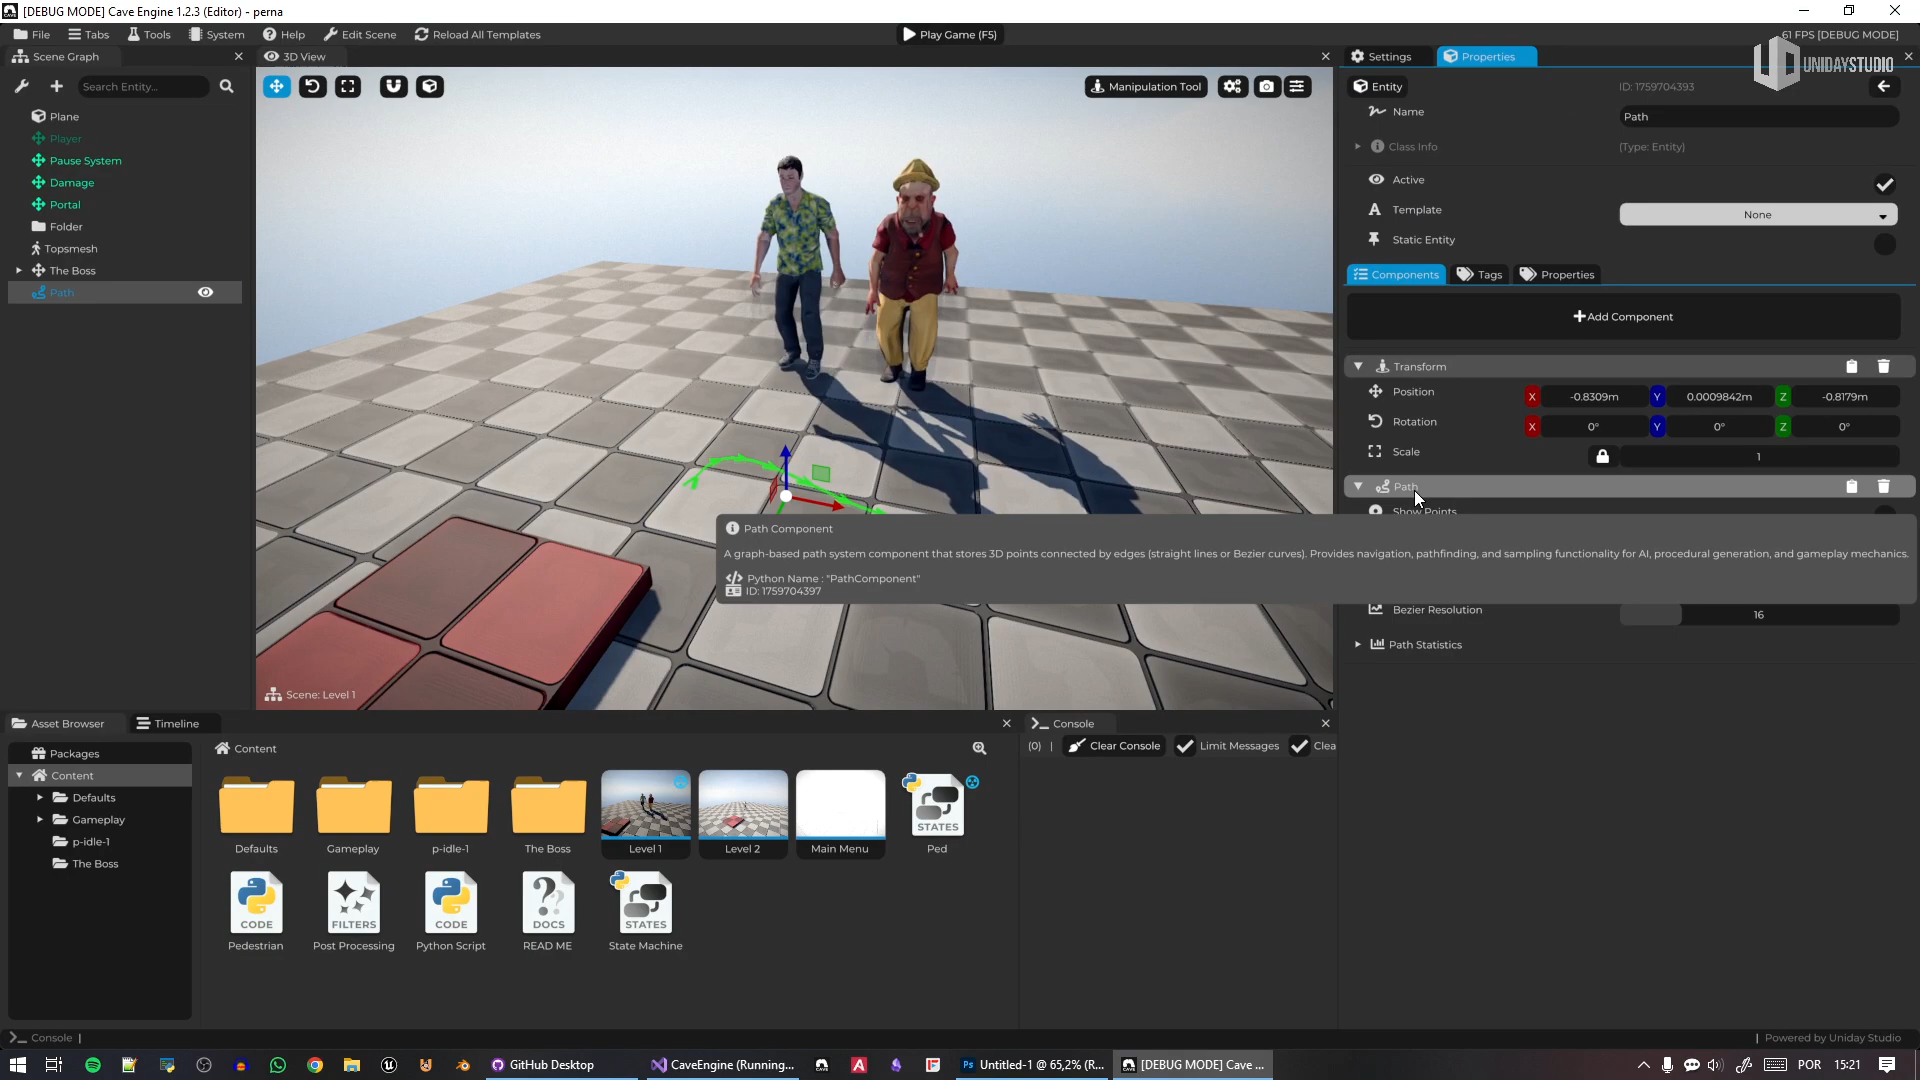 [DEBUG MODE] Cave Engine 1.2.3 (Editor) - perna
File Tabs Tools System Help Edit Scene Reload All Templates
Play Game (F5)
61 FPS [DEBUG MODE]
UNIDAYSTUDIO
Scene Graph
Search Entity...
Plane
Player
Pause System
Damage
Portal
Folder
Topsmesh
The Boss
Path
3D View
Manipulation Tool
Scene: Level 1
Settings Properties
Entity ID: 1759704393
Name Path
Class Info (Type: Entity)
Active
Template None
Static Entity
Components Tags Properties
Add Component
Transform
Position X -0.8309m Y 0.0009842m Z -0.8179m
Rotation X 0° Y 0° Z 0°
Scale 1
Path
Show Points
Path Component
A graph-based path system component that stores 3D points connected by edges (straight lines or Bezier curves). Provides navigation, pathfinding, and sampling functionality for AI, procedural generation, and gameplay mechanics.
Python Name : "PathComponent"
ID: 1759704397
Bezier Resolution 16
Path Statistics
Asset Browser Timeline
Packages
Content
Defaults
Gameplay
p-idle-1
The Boss
Content
Defaults Gameplay p-idle-1 The Boss Level 1 Level 2 Main Menu STATES Ped
CODE FILTERS CODE DOCS STATES
Pedestrian Post Processing Python Script READ ME State Machine
Console
(0) | Clear Console Limit Messages Clea
Console |
| Powered by Uniday Studio
GitHub Desktop CaveEngine (Running... Untitled-1 @ 65,2% (R... [DEBUG MODE] Cave ... POR 15:21